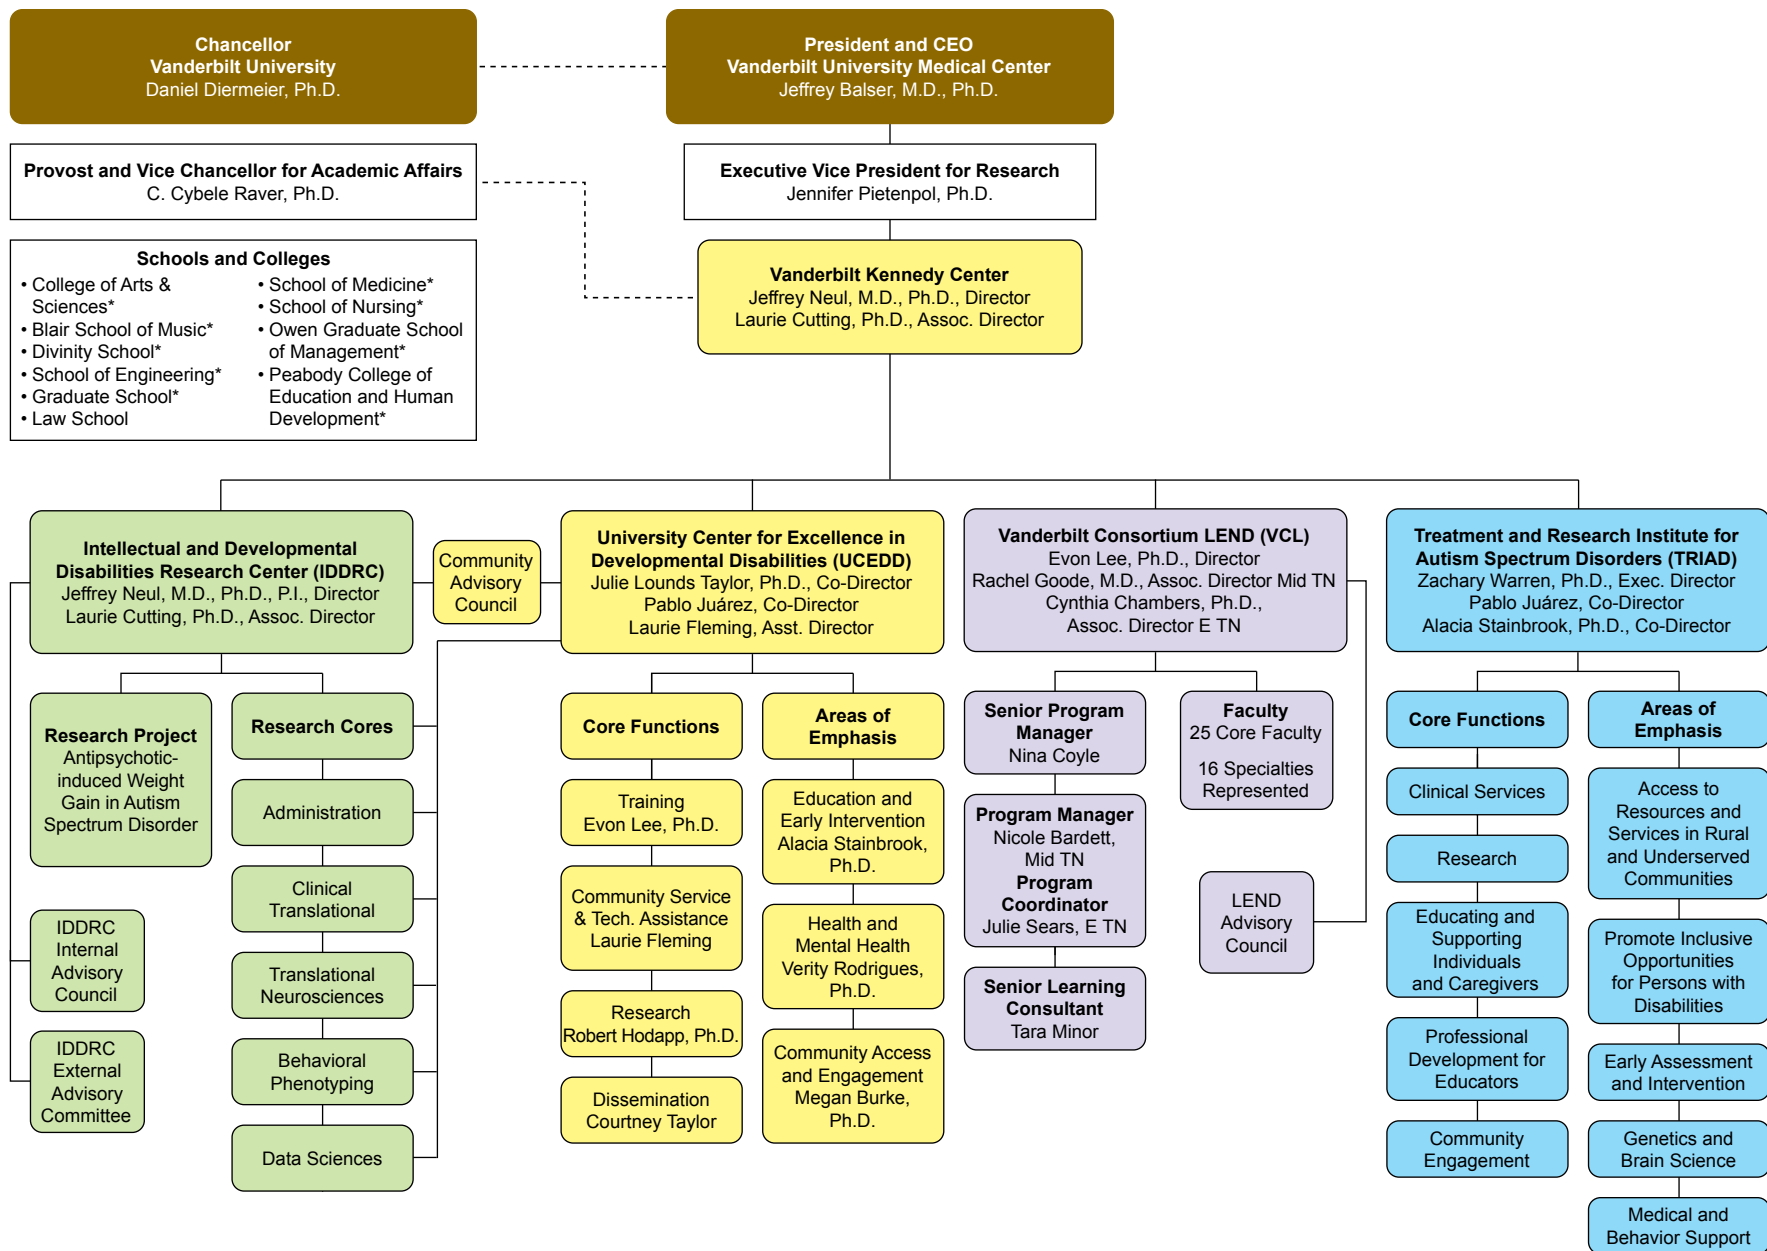 Chancellor
Vanderbilt University
Daniel Diermeier, Ph.D.
President and CEO
Vanderbilt University Medical Center
Jeffrey Balser, M.D., Ph.D.
Provost and Vice Chancellor for Academic Affairs
C. Cybele Raver, Ph.D.
Executive Vice President for Research
Jennifer Pietenpol, Ph.D.
Schools and Colleges
• College of Arts &
Sciences*
• Blair School of Music*
• Divinity School*
• School of Engineering*
• Graduate School*
• Law School
• School of Medicine*
• School of Nursing*
• Owen Graduate School
of Management*
• Peabody College of
Education and Human
Development*
Vanderbilt Kennedy Center
Jeffrey Neul, M.D., Ph.D., Director
Laurie Cutting, Ph.D., Assoc. Director
Intellectual and Developmental
Disabilities Research Center (IDDRC)
Jeffrey Neul, M.D., Ph.D., P.I., Director
Laurie Cutting, Ph.D., Assoc. Director
Community
Advisory
Council
University Center for Excellence in
Developmental Disabilities (UCEDD)
Julie Lounds Taylor, Ph.D., Co-Director
Pablo Juárez, Co-Director
Laurie Fleming, Asst. Director
Vanderbilt Consortium LEND (VCL)
Evon Lee, Ph.D., Director
Rachel Goode, M.D., Assoc. Director Mid TN
Cynthia Chambers, Ph.D.,
Assoc. Director E TN
Treatment and Research Institute for
Autism Spectrum Disorders (TRIAD)
Zachary Warren, Ph.D., Exec. Director
Pablo Juárez, Co-Director
Alacia Stainbrook, Ph.D., Co-Director
Research Project
Antipsychotic-
induced Weight
Gain in Autism
Spectrum Disorder
IDDRC
Internal
Advisory
Council
IDDRC
External
Advisory
Committee
Research Cores
Administration
Clinical
Translational
Translational
Neurosciences
Behavioral
Phenotyping
Data Sciences
Core Functions
Training
Evon Lee, Ph.D.
Community Service
& Tech. Assistance
Laurie Fleming
Research
Robert Hodapp, Ph.D.
Dissemination
Courtney Taylor
Areas of
Emphasis
Education and
Early Intervention
Alacia Stainbrook,
Ph.D.
Health and
Mental Health
Verity Rodrigues,
Ph.D.
Community Access
and Engagement
Megan Burke,
Ph.D.
Senior Program
Manager
Nina Coyle
Program Manager
Nicole Bardett,
Mid TN
Program
Coordinator
Julie Sears, E TN
Senior Learning
Consultant
Tara Minor
Faculty
25 Core Faculty
16 Specialties
Represented
LEND
Advisory
Council
Core Functions
Clinical Services
Research
Educating and
Supporting
Individuals
and Caregivers
Professional
Development for
Educators
Community
Engagement
Areas of
Emphasis
Access to
Resources and
Services in Rural
and Underserved
Communities
Promote Inclusive
Opportunities
for Persons with
Disabilities
Early Assessment
and Intervention
Genetics and
Brain Science
Medical and
Behavior Support